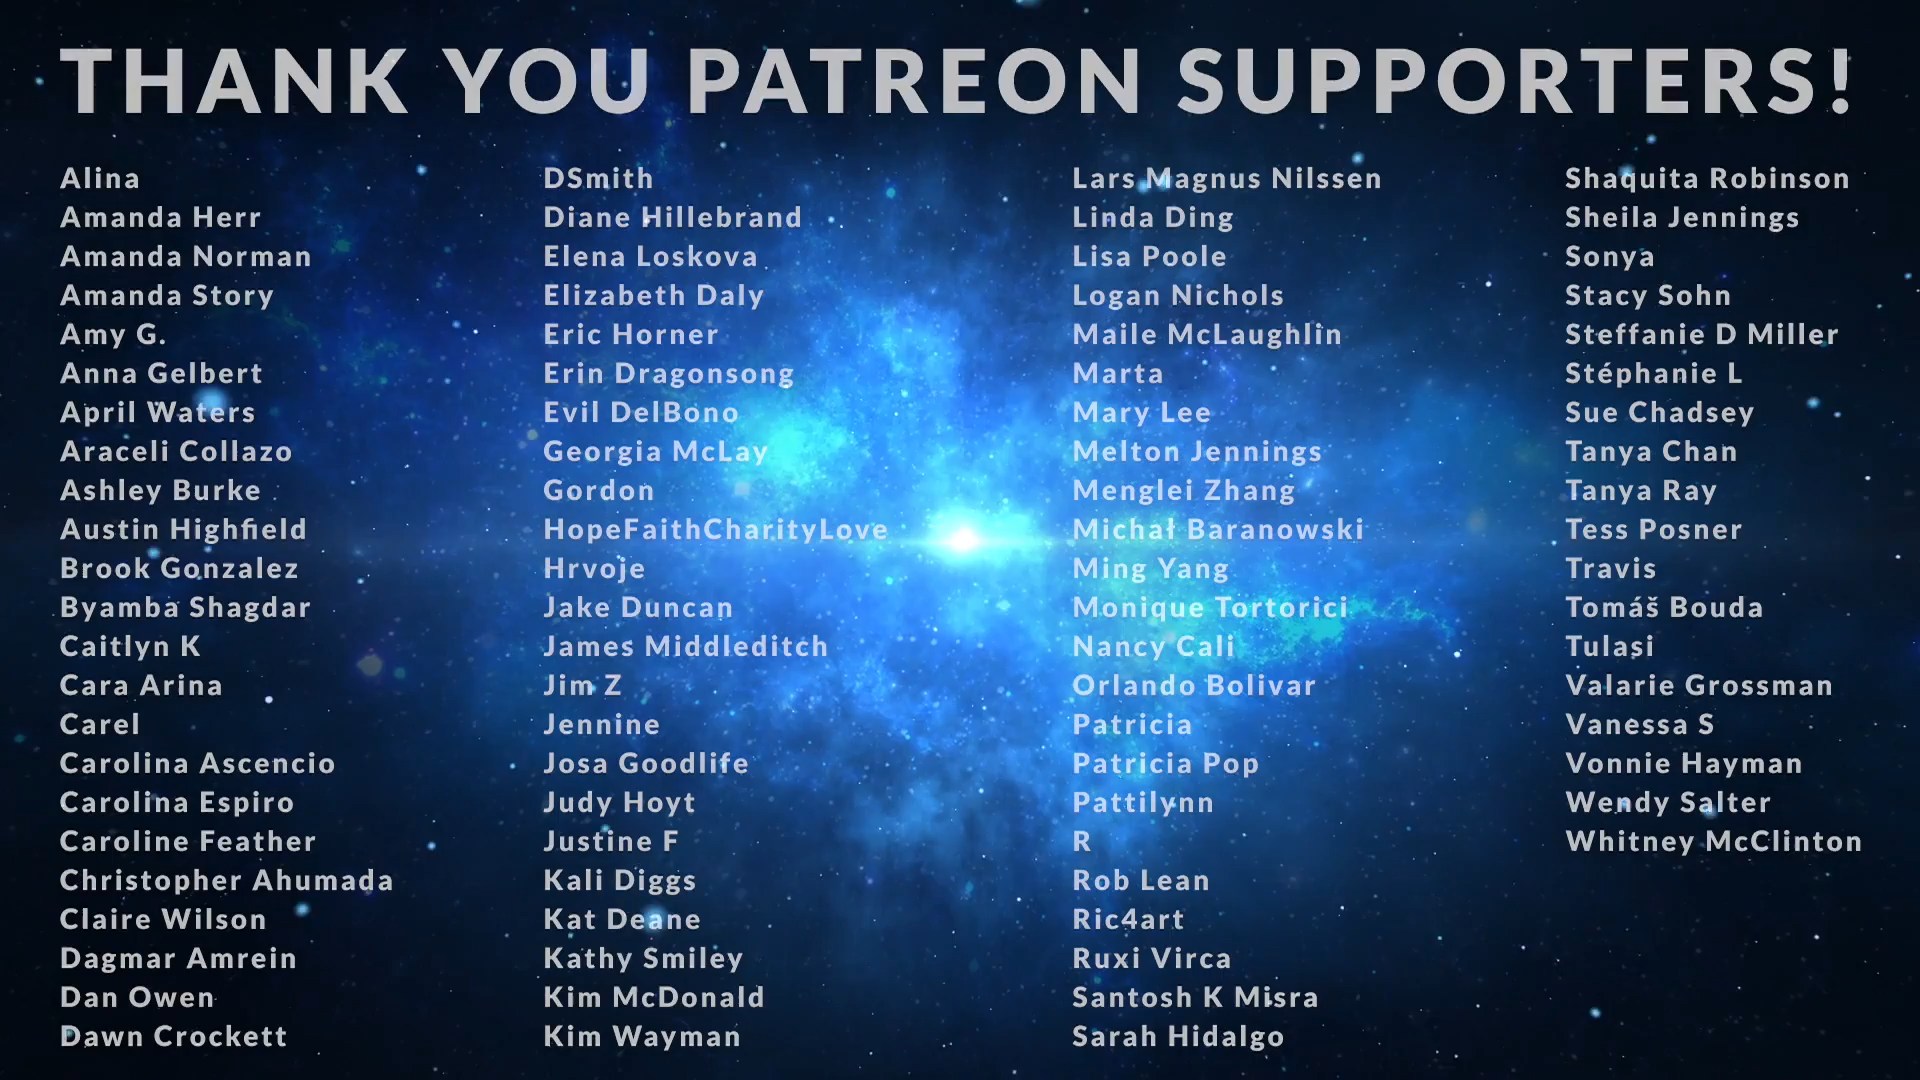 THANK YOU PATREON SUPPORTERS!
Alina
Amanda Herr
Amanda Norman
Amanda Story
Amy G.
Anna Gelbert
April Waters
Araceli Collazo
Ashley Burke
Austin Highfield
Brook Gonzalez
Byamba Shagdar
Caitlyn K
Cara Arina
Carel
Carolina Ascencio
Carolina Espiro
Caroline Feather
Christopher Ahumada
Claire Wilson
Dagmar Amrein
Dan Owen
Dawn Crockett
DSmith
Diane Hillebrand
Elena Loskova
Elizabeth Daly
Eric Horner
Erin Dragonsong
Evil DelBono
Georgia McLay
Gordon
HopeFaithCharityLove
Hrvoje
Jake Duncan
James Middleditch
Jim Z
Jennine
Josa Goodlife
Judy Hoyt
Justine F
Kali Diggs
Kat Deane
Kathy Smiley
Kim McDonald
Kim Wayman
Lars Magnus Nilssen
Linda Ding
Lisa Poole
Logan Nichols
Maile McLaughlin
Marta
Mary Lee
Melton Jennings
Menglei Zhang
Michał Baranowski
Ming Yang
Monique Tortorici
Nancy Cali
Orlando Bolivar
Patricia
Patricia Pop
Pattilynn
R
Rob Lean
Ric4art
Ruxi Virca
Santosh K Misra
Sarah Hidalgo
Shaquita Robinson
Sheila Jennings
Sonya
Stacy Sohn
Steffanie D Miller
Stéphanie L
Sue Chadsey
Tanya Chan
Tanya Ray
Tess Posner
Travis
Tomáš Bouda
Tulasi
Valarie Grossman
Vanessa S
Vonnie Hayman
Wendy Salter
Whitney McClinton